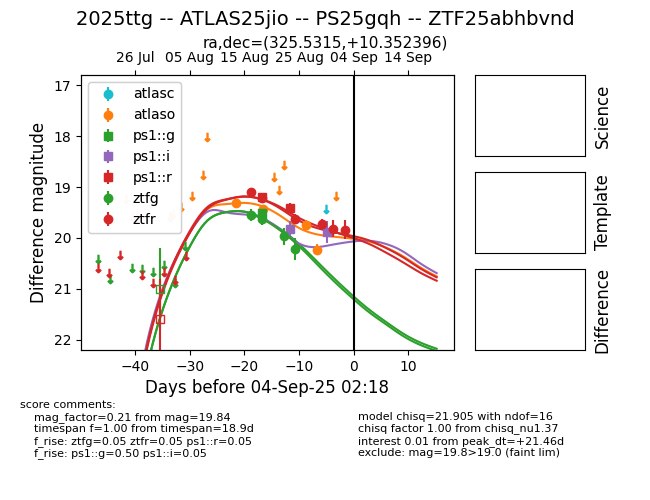 2025ttg -- ATLAS25jio -- PS25gqh -- ZTF25abhbvnd
ra,dec=(325.5315,+10.352396)
26 Jul 05 Aug 15 Aug 25 Aug 04 Sep 14 Sep
17
18
19
20
21
22
Difference magnitude
atlasc
atlaso
ps1::g
ps1::i
ps1::r
ztfg
ztfr
−40 −30 −20 −10 0 10
Days before 04-Sep-25 02:18
Science
Template
Difference
score comments:
mag_factor=0.21 from mag=19.84
timespan f=1.00 from timespan=18.9d
f_rise: ztfg=0.05 ztfr=0.05 ps1::r=0.05
f_rise: ps1::g=0.50 ps1::i=0.05
model chisq=21.905 with ndof=16
chisq factor 1.00 from chisq_nu1.37
interest 0.01 from peak_dt=+21.46d
exclude: mag=19.8>19.0 (faint lim)